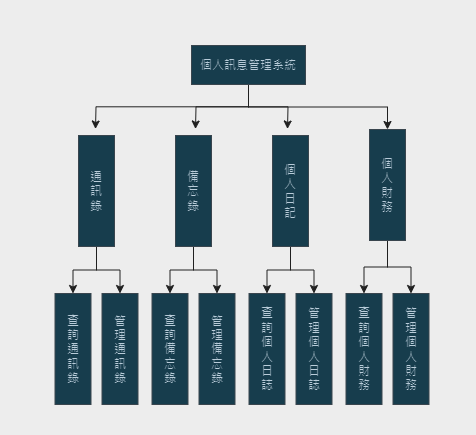 個人訊息管理系統
通訊錄
備忘錄
個人日記
個人財務
查詢通訊錄
管理通訊錄
查詢備忘錄
管理備忘錄
查詢個人日誌
管理個人日誌
查詢個人財務
管理個人財務